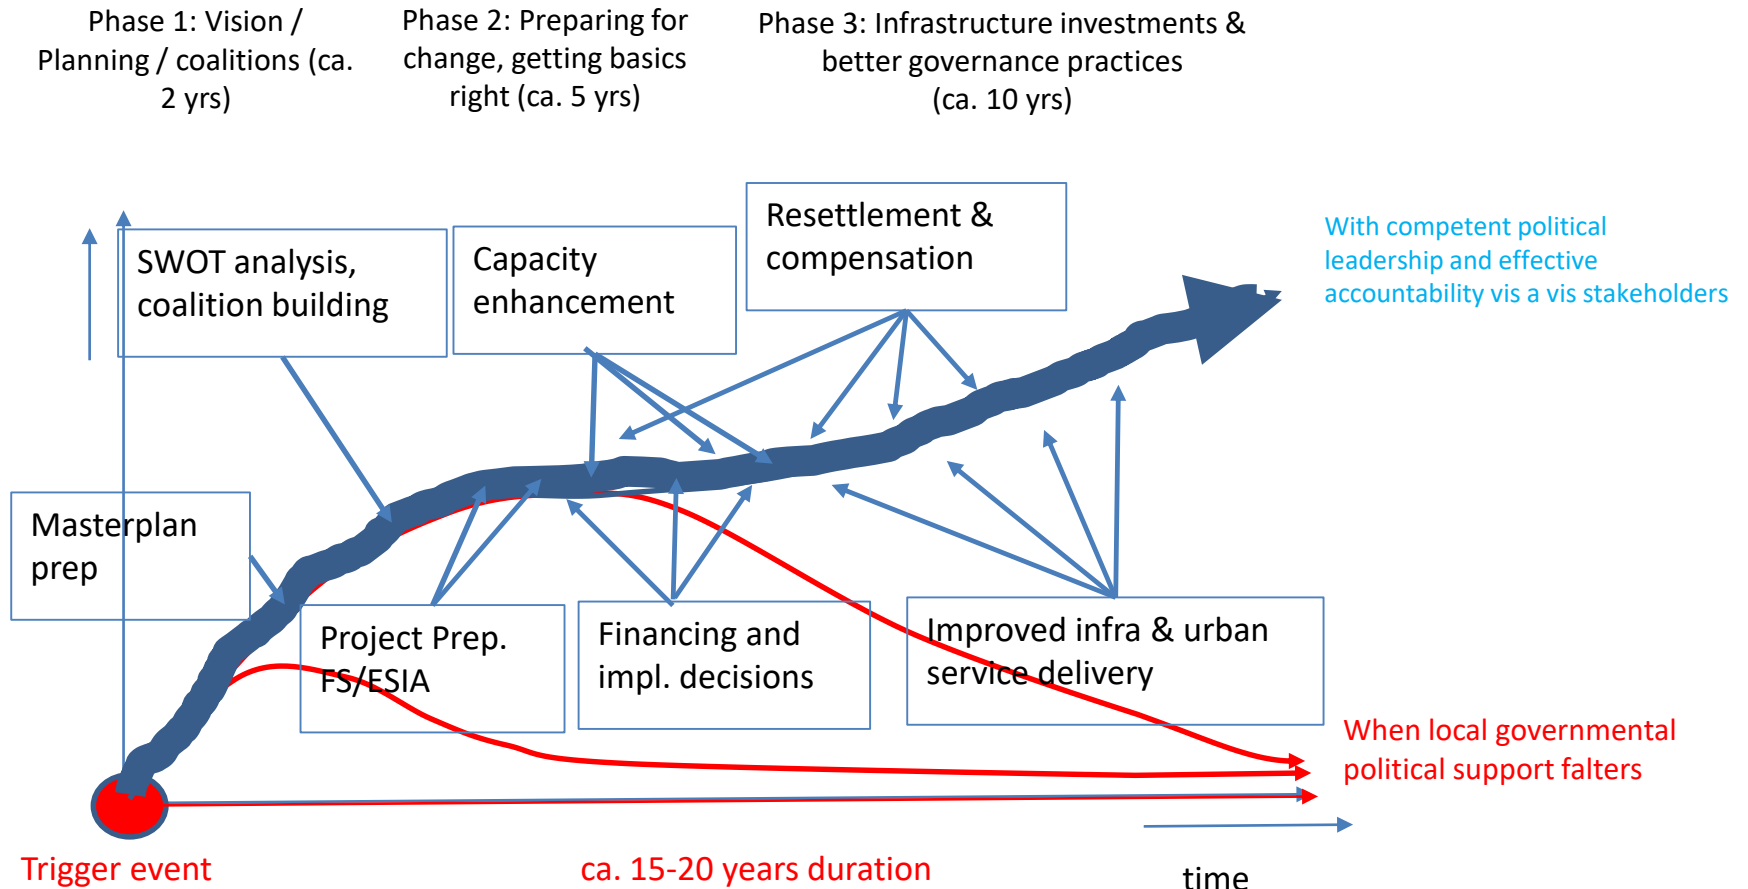 Phase 1: Vision /
Planning / coalitions (ca.
2 yrs)
Phase 2: Preparing for
change, getting basics
right (ca. 5 yrs)
Phase 3: Infrastructure investments &
better governance practices
(ca. 10 yrs)
SWOT analysis,
coalition building
Capacity
enhancement
Resettlement &
compensation
With competent political
leadership and effective
accountability vis a vis stakeholders
Masterplan
prep
Project Prep.
FS/ESIA
Financing and
impl. decisions
Improved infra & urban
service delivery
When local governmental
political support falters
Trigger event
ca. 15-20 years duration
time